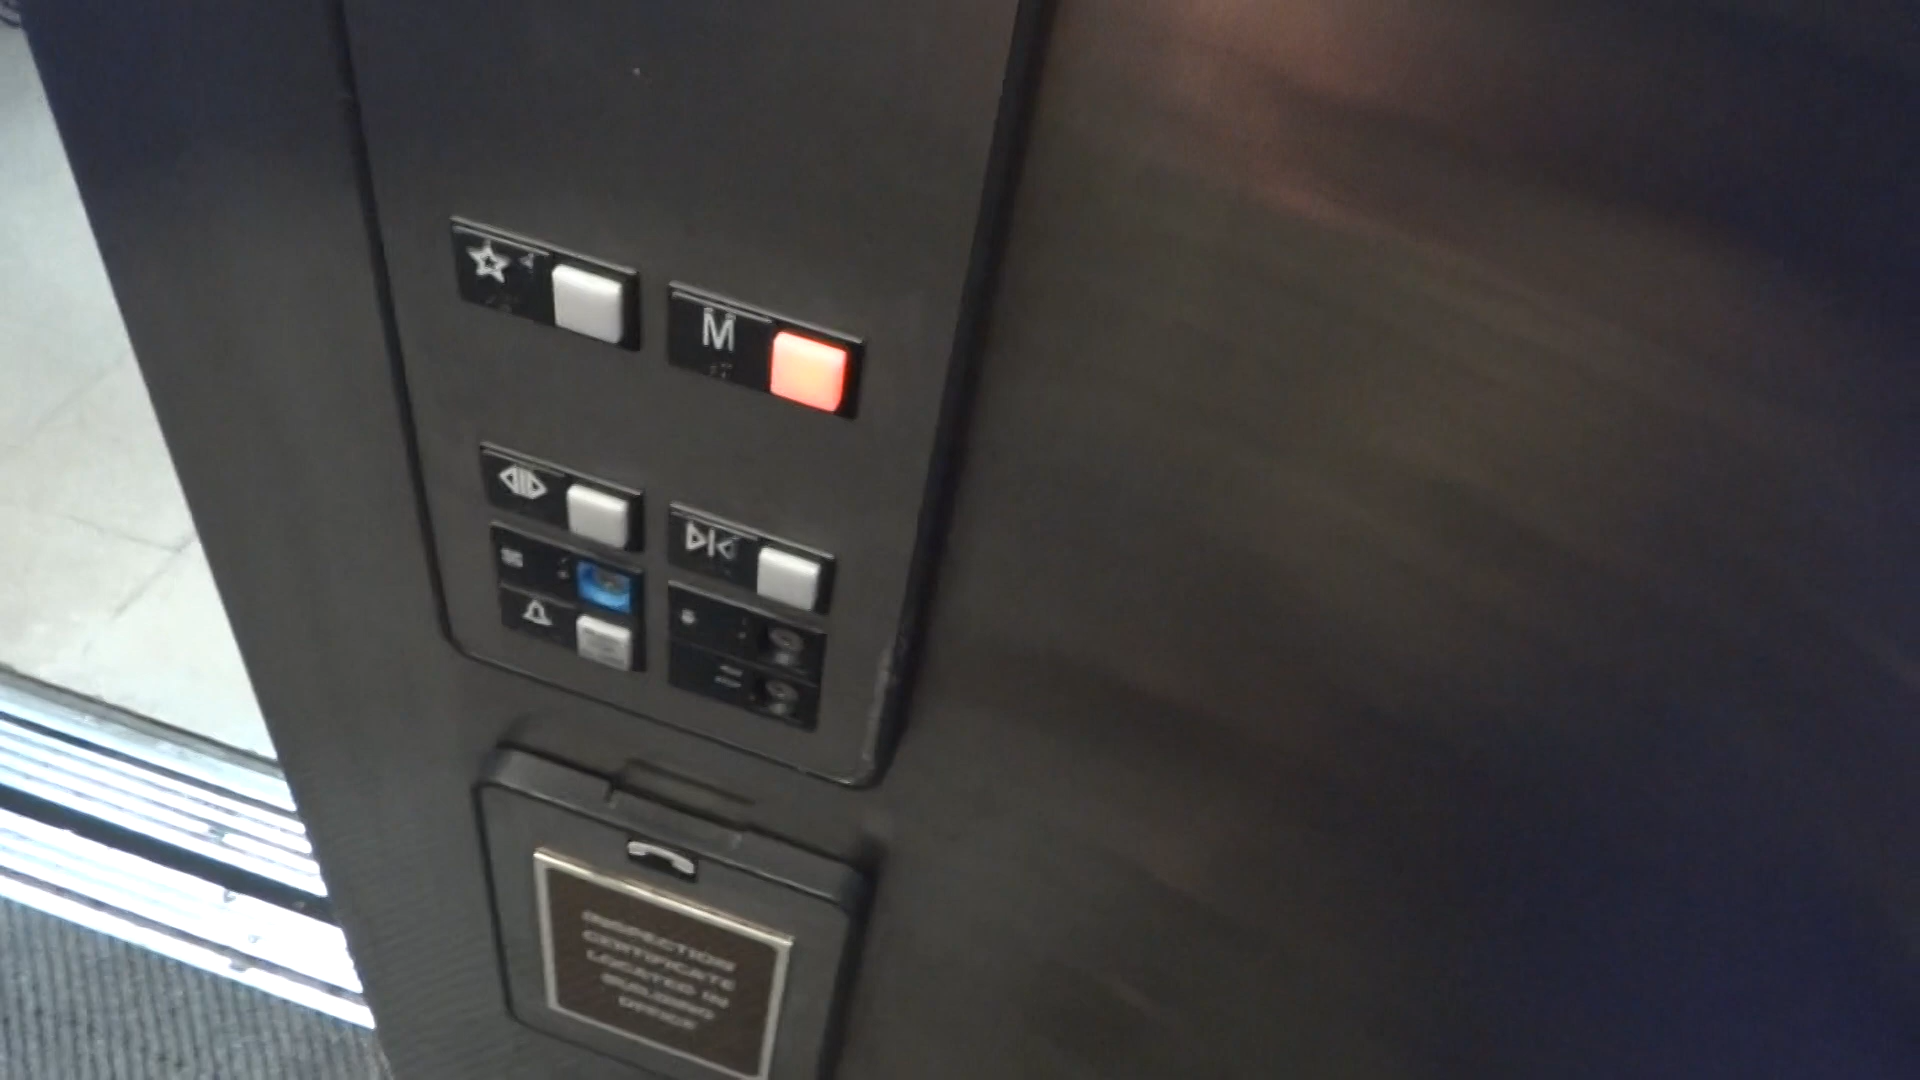 M
INSPECTION
CERTIFICATE
LOCATED IN
BUILDING
OFFICE